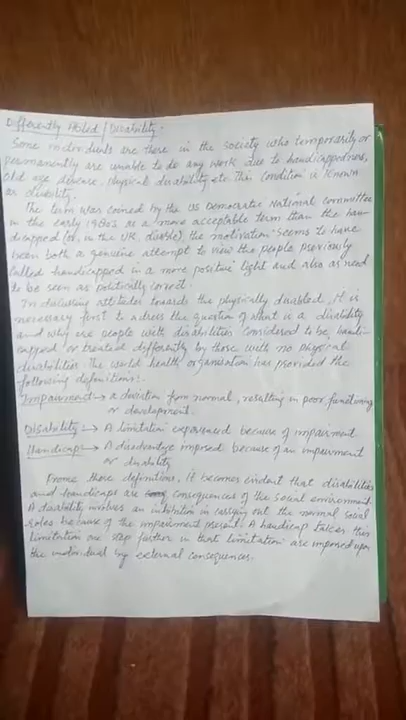 Differently Abled / Disability:
Some individuals are there in the society who temporarily or
permanently are unable to do any work due to handicappedness,
old age disease, physical disability etc. This condition is known
as disability.
The term was coined by the US Democratic National Committee
in the early 1980s as a more acceptable term than the han-
dicapped (or, in the UK disable), the motivation seems to have
been both a genuine attempt to view the people previously
called handicapped in a more positive light and also as need
to be seen as politically correct.
In discussing attitudes towards the physically disabled, it is
necessary first to adress the question of what is a disability
and why are people with disabilities considered to be handi-
capped or treated differently by those with no physical
disabilities. The world health organisation has provided the
following definitions:-
Impairment → a deviation from normal, resulting in poor functioning
or development.
Disability → A limitation experienced because of impairment.
Handicap → A disadvantage imposed because of an impairment
or disability
From these definitions, it becomes evident that disabilities
and handicaps are consequences of the social environment.
A disability involves an inhibition in carrying out the normal social
roles because of the impairment present. A handicap takes this
limitation one step further in that limitation are imposed upon
the individual by external consequences.